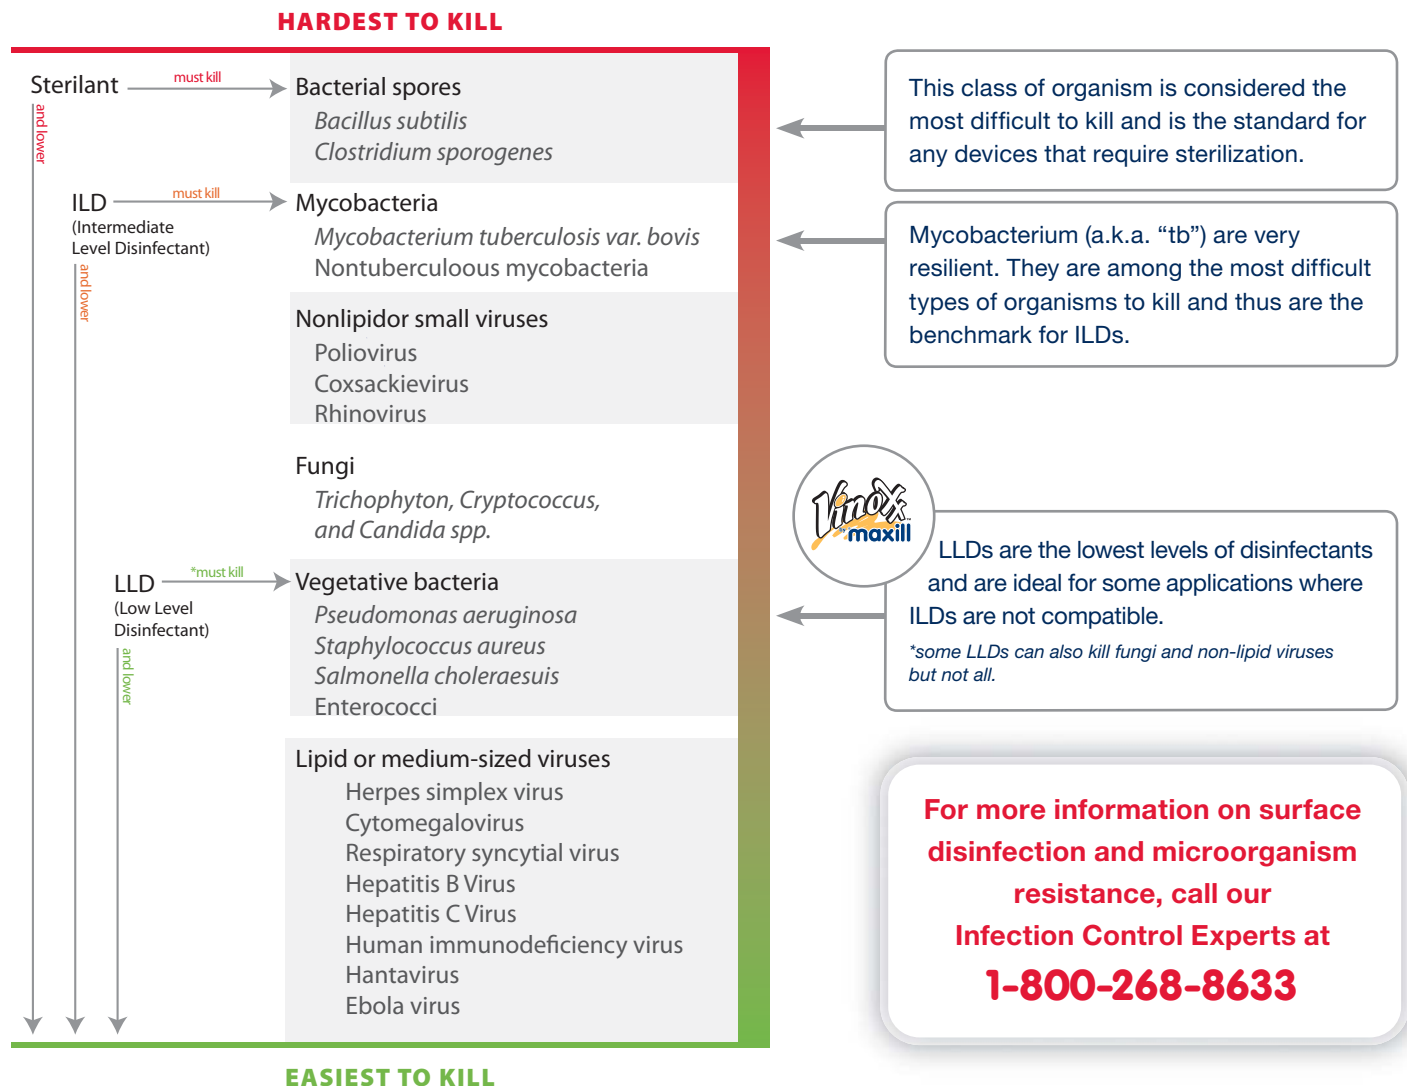 HARDEST TO KILL
Sterilant
must kill
and lower
Bacterial spores
Bacillus subtilis
Clostridium sporogenes
This class of organism is considered the
most difficult to kill and is the standard for
any devices that require sterilization.
ILD
(Intermediate
Level Disinfectant)
must kill
and lower
Mycobacteria
Mycobacterium tuberculosis var. bovis
Nontuberculoous mycobacteria
Mycobacterium (a.k.a. “tb”) are very
resilient. They are among the most difficult
types of organisms to kill and thus are the
benchmark for ILDs.
Nonlipidor small viruses
Poliovirus
Coxsackievirus
Rhinovirus
Fungi
Trichophyton, Cryptococcus,
and Candida spp.
LLD
(Low Level
Disinfectant)
*must kill
and lower
Vegetative bacteria
Pseudomonas aeruginosa
Staphylococcus aureus
Salmonella choleraesuis
Enterococci
Vinoxx
by maxill
LLDs are the lowest levels of disinfectants
and are ideal for some applications where
ILDs are not compatible.
*some LLDs can also kill fungi and non-lipid viruses
but not all.
Lipid or medium-sized viruses
Herpes simplex virus
Cytomegalovirus
Respiratory syncytial virus
Hepatitis B Virus
Hepatitis C Virus
Human immunodeficiency virus
Hantavirus
Ebola virus
For more information on surface
disinfection and microorganism
resistance, call our
Infection Control Experts at
1-800-268-8633
EASIEST TO KILL